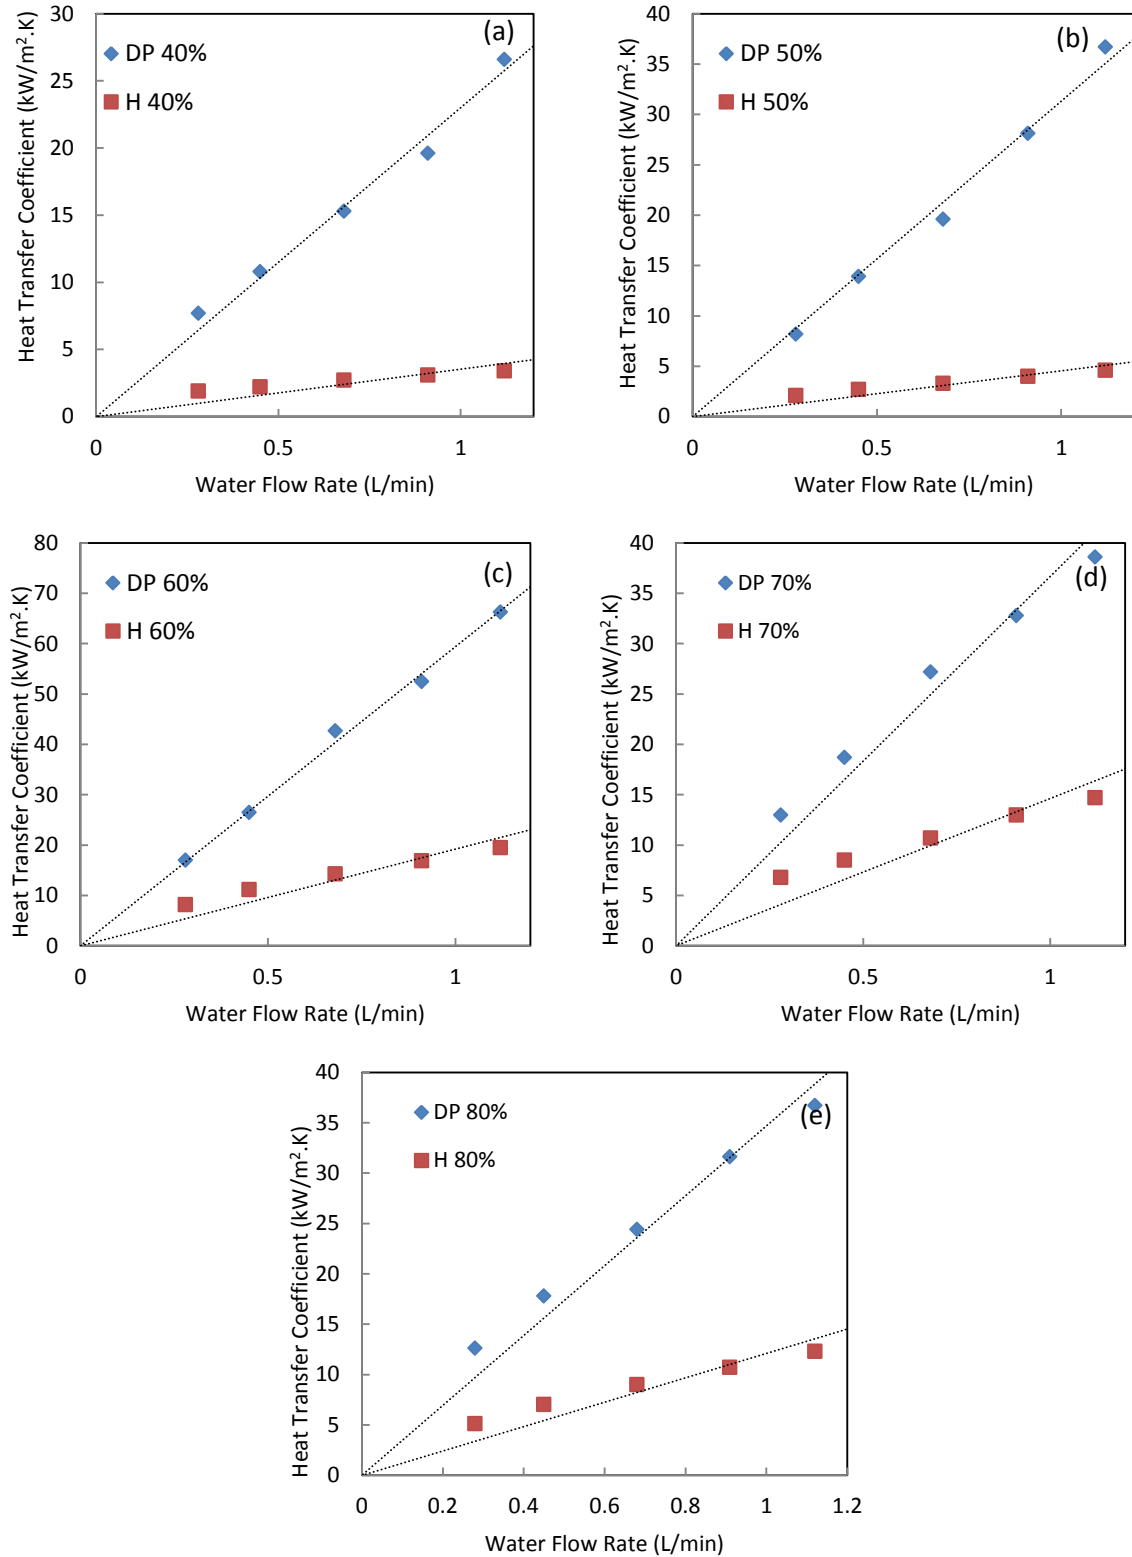 (a)
DP 40%
H 40%
Heat Transfer Coefficient (kW/m².K)
30
25
20
15
10
5
0
0 0.5 1
Water Flow Rate (L/min)
(b)
DP 50%
H 50%
Heat Transfer Coefficient (kW/m².K)
40
35
30
25
20
15
10
5
0
0 0.5 1
Water Flow Rate (L/min)
(c)
DP 60%
H 60%
Heat Transfer Coefficient (kW/m².K)
80
70
60
50
40
30
20
10
0
0 0.5 1
Water Flow Rate (L/min)
(d)
DP 70%
H 70%
Heat Transfer Coefficient (kW/m².K)
40
35
30
25
20
15
10
5
0
0 0.5 1
Water Flow Rate (L/min)
(e)
DP 80%
H 80%
Heat Transfer Coefficient (kW/m².K)
40
35
30
25
20
15
10
5
0
0 0.2 0.4 0.6 0.8 1 1.2
Water Flow Rate (L/min)